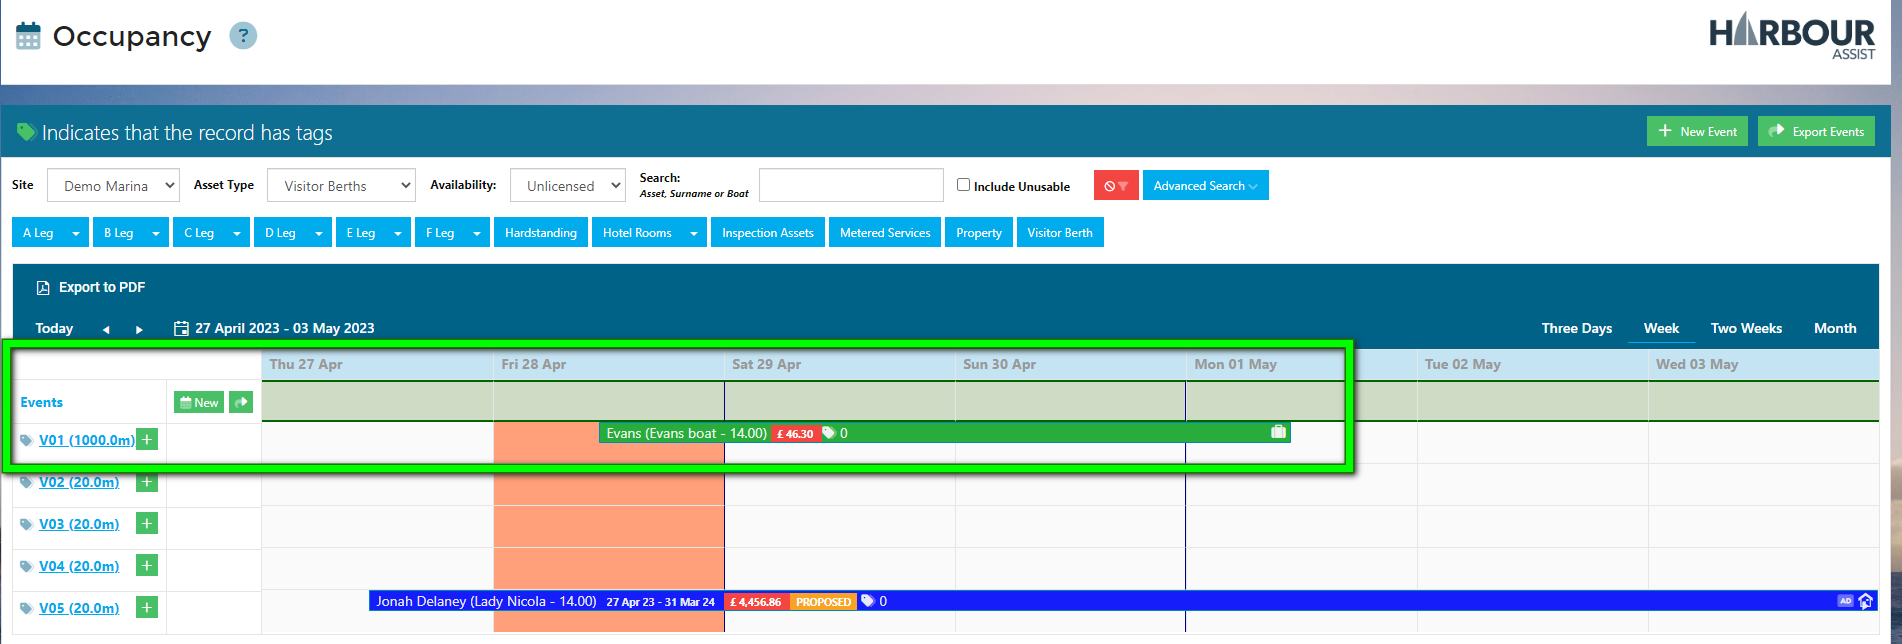 Occupancy ?
HARBOUR
ASSIST
Indicates that the record has tags
New Event
Export Events
Site
Demo Marina
Asset Type
Visitor Berths
Availability:
Unlicensed
Search:
Asset, Surname or Boat
Include Unusable
Advanced Search
A Leg
B Leg
C Leg
D Leg
E Leg
F Leg
Hardstanding
Hotel Rooms
Inspection Assets
Metered Services
Property
Visitor Berth
Export to PDF
Today
27 April 2023 - 03 May 2023
Three Days
Week
Two Weeks
Month
Thu 27 Apr
Fri 28 Apr
Sat 29 Apr
Sun 30 Apr
Mon 01 May
Tue 02 May
Wed 03 May
Events
New
V01 (1000.0m) +
Evans (Evans boat - 14.00) £ 46.30 0
V02 (20.0m) +
V03 (20.0m) +
V04 (20.0m) +
V05 (20.0m) +
Jonah Delaney (Lady Nicola - 14.00) 27 Apr 23 - 31 Mar 24 £ 4,456.86 PROPOSED 0
AD